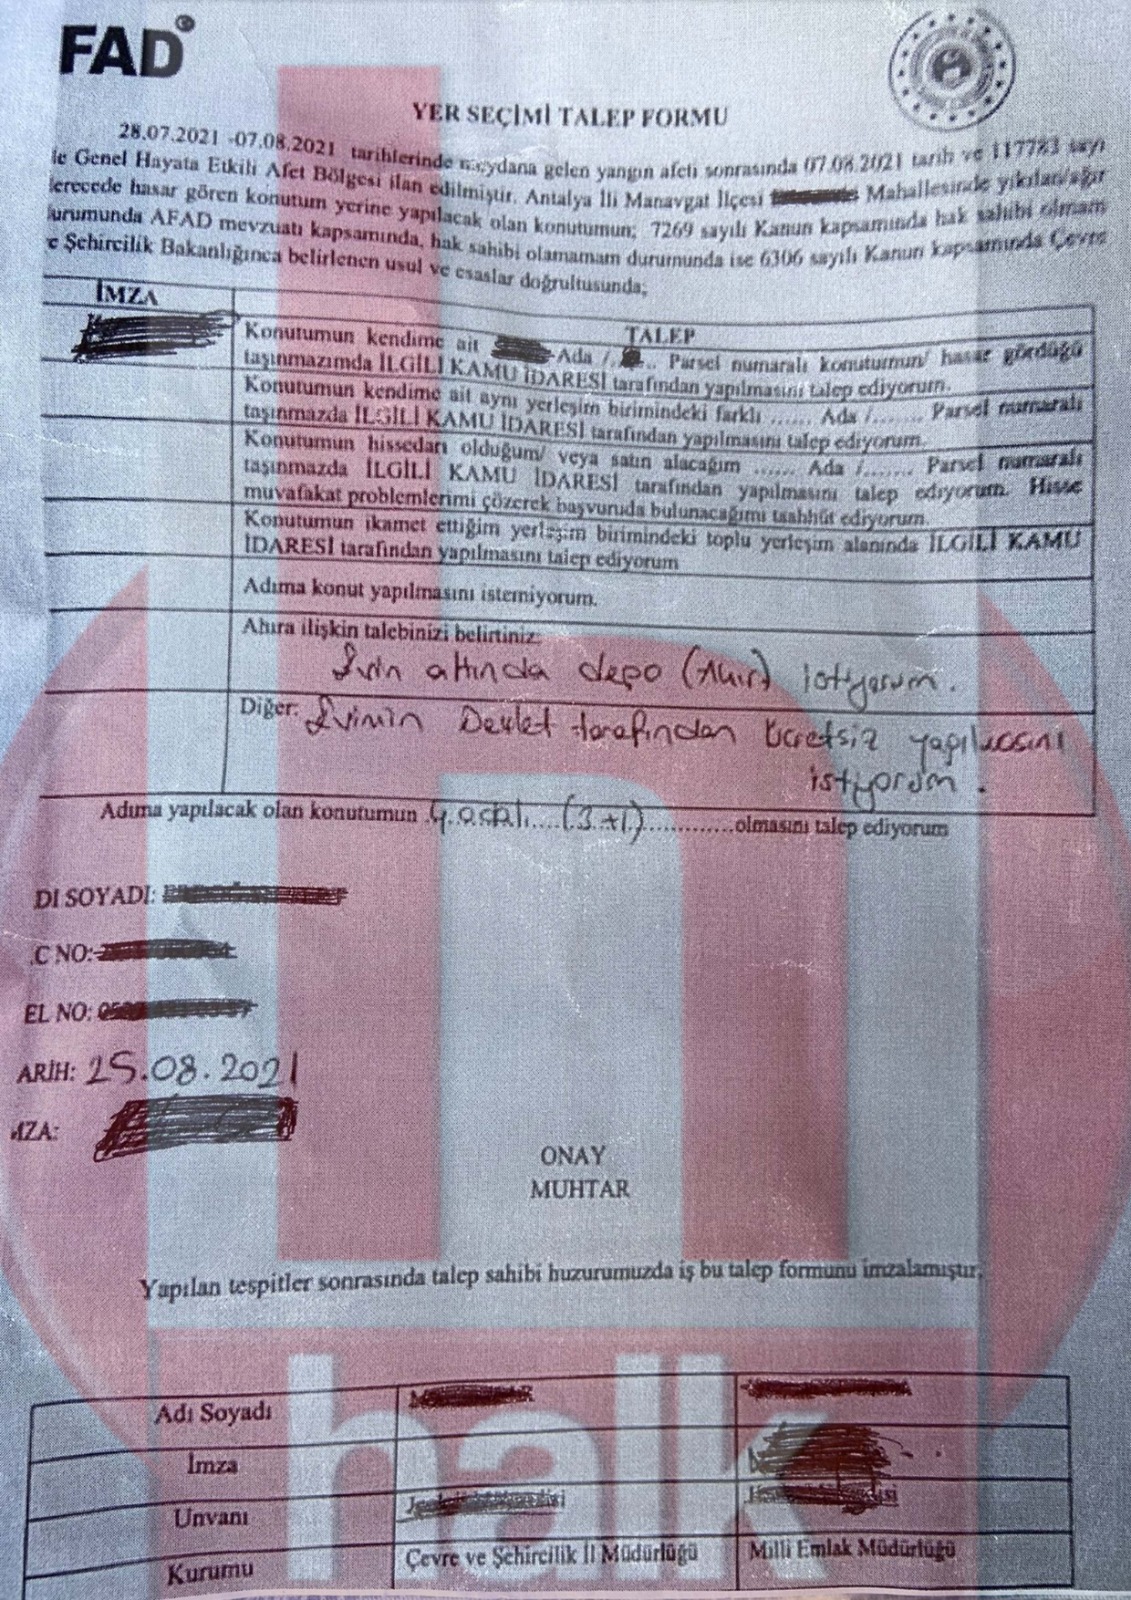 FAD
YER SEÇİMİ TALEP FORMU
28.07.2021 -07.08.2021 tarihlerinde meydana gelen yangın afeti sonrasında 07.08.2021 tarih ve 117783 sayı
le Genel Hayata Etkili Afet Bölgesi ilan edilmiştir. Antalya İli Manavgat İlçesi Mahallesinde yıkılan/ağır
derecede hasar gören konutum yerine yapılacak olan konutumun; 7269 sayılı Kanun kapsamında hak sahibi olmam
durumunda AFAD mevzuatı kapsamında, hak sahibi olamamam durumunda ise 6306 sayılı Kanun kapsamında Çevre
e Şehircilik Bakanlığınca belirlenen usul ve esaslar doğrultusunda;
İMZA
TALEP
Konutumun kendime ait Ada /... Parsel numaralı konutumun/ hasar gördüğü
taşınmazımda İLGİLİ KAMU İDARESİ tarafından yapılmasını talep ediyorum.
Konutumun kendime ait aynı yerleşim birimindeki farklı ...... Ada /....... Parsel numaralı
taşınmazda İLGİLİ KAMU İDARESİ tarafından yapılmasını talep ediyorum.
Konutumun hissedarı olduğum/ veya satın alacağım ...... Ada /....... Parsel numaralı
taşınmazda İLGİLİ KAMU İDARESİ tarafından yapılmasını talep ediyorum. Hisse
muvafakat problemlerimi çözerek başvuruda bulunacağımı taahhüt ediyorum.
Konutumun ikamet ettiğim yerleşim birimindeki toplu yerleşim alanında İLGİLİ KAMU
İDARESİ tarafından yapılmasını talep ediyorum
Adıma konut yapılmasını istemiyorum.
Ahıra ilişkin talebinizi belirtiniz:
Evin altında depo (Ahır) istiyorum.
Diğer: Evimin Devlet tarafından Ücretsiz yapılmasını
istiyorum.
Adıma yapılacak olan konutumun 4.odalı....(3+1)..............olmasını talep ediyorum
DI SOYADI:
.C NO:
EL NO: 05
ARİH: 25.08.2021
MZA:
ONAY
MUHTAR
Yapılan tespitler sonrasında talep sahibi huzurumuzda iş bu talep formunu imzalamıştır.
Adı Soyadı
İmza
Unvanı
Kurumu Çevre ve Şehircilik İl Müdürlüğü Milli Emlak Müdürlüğü
halk